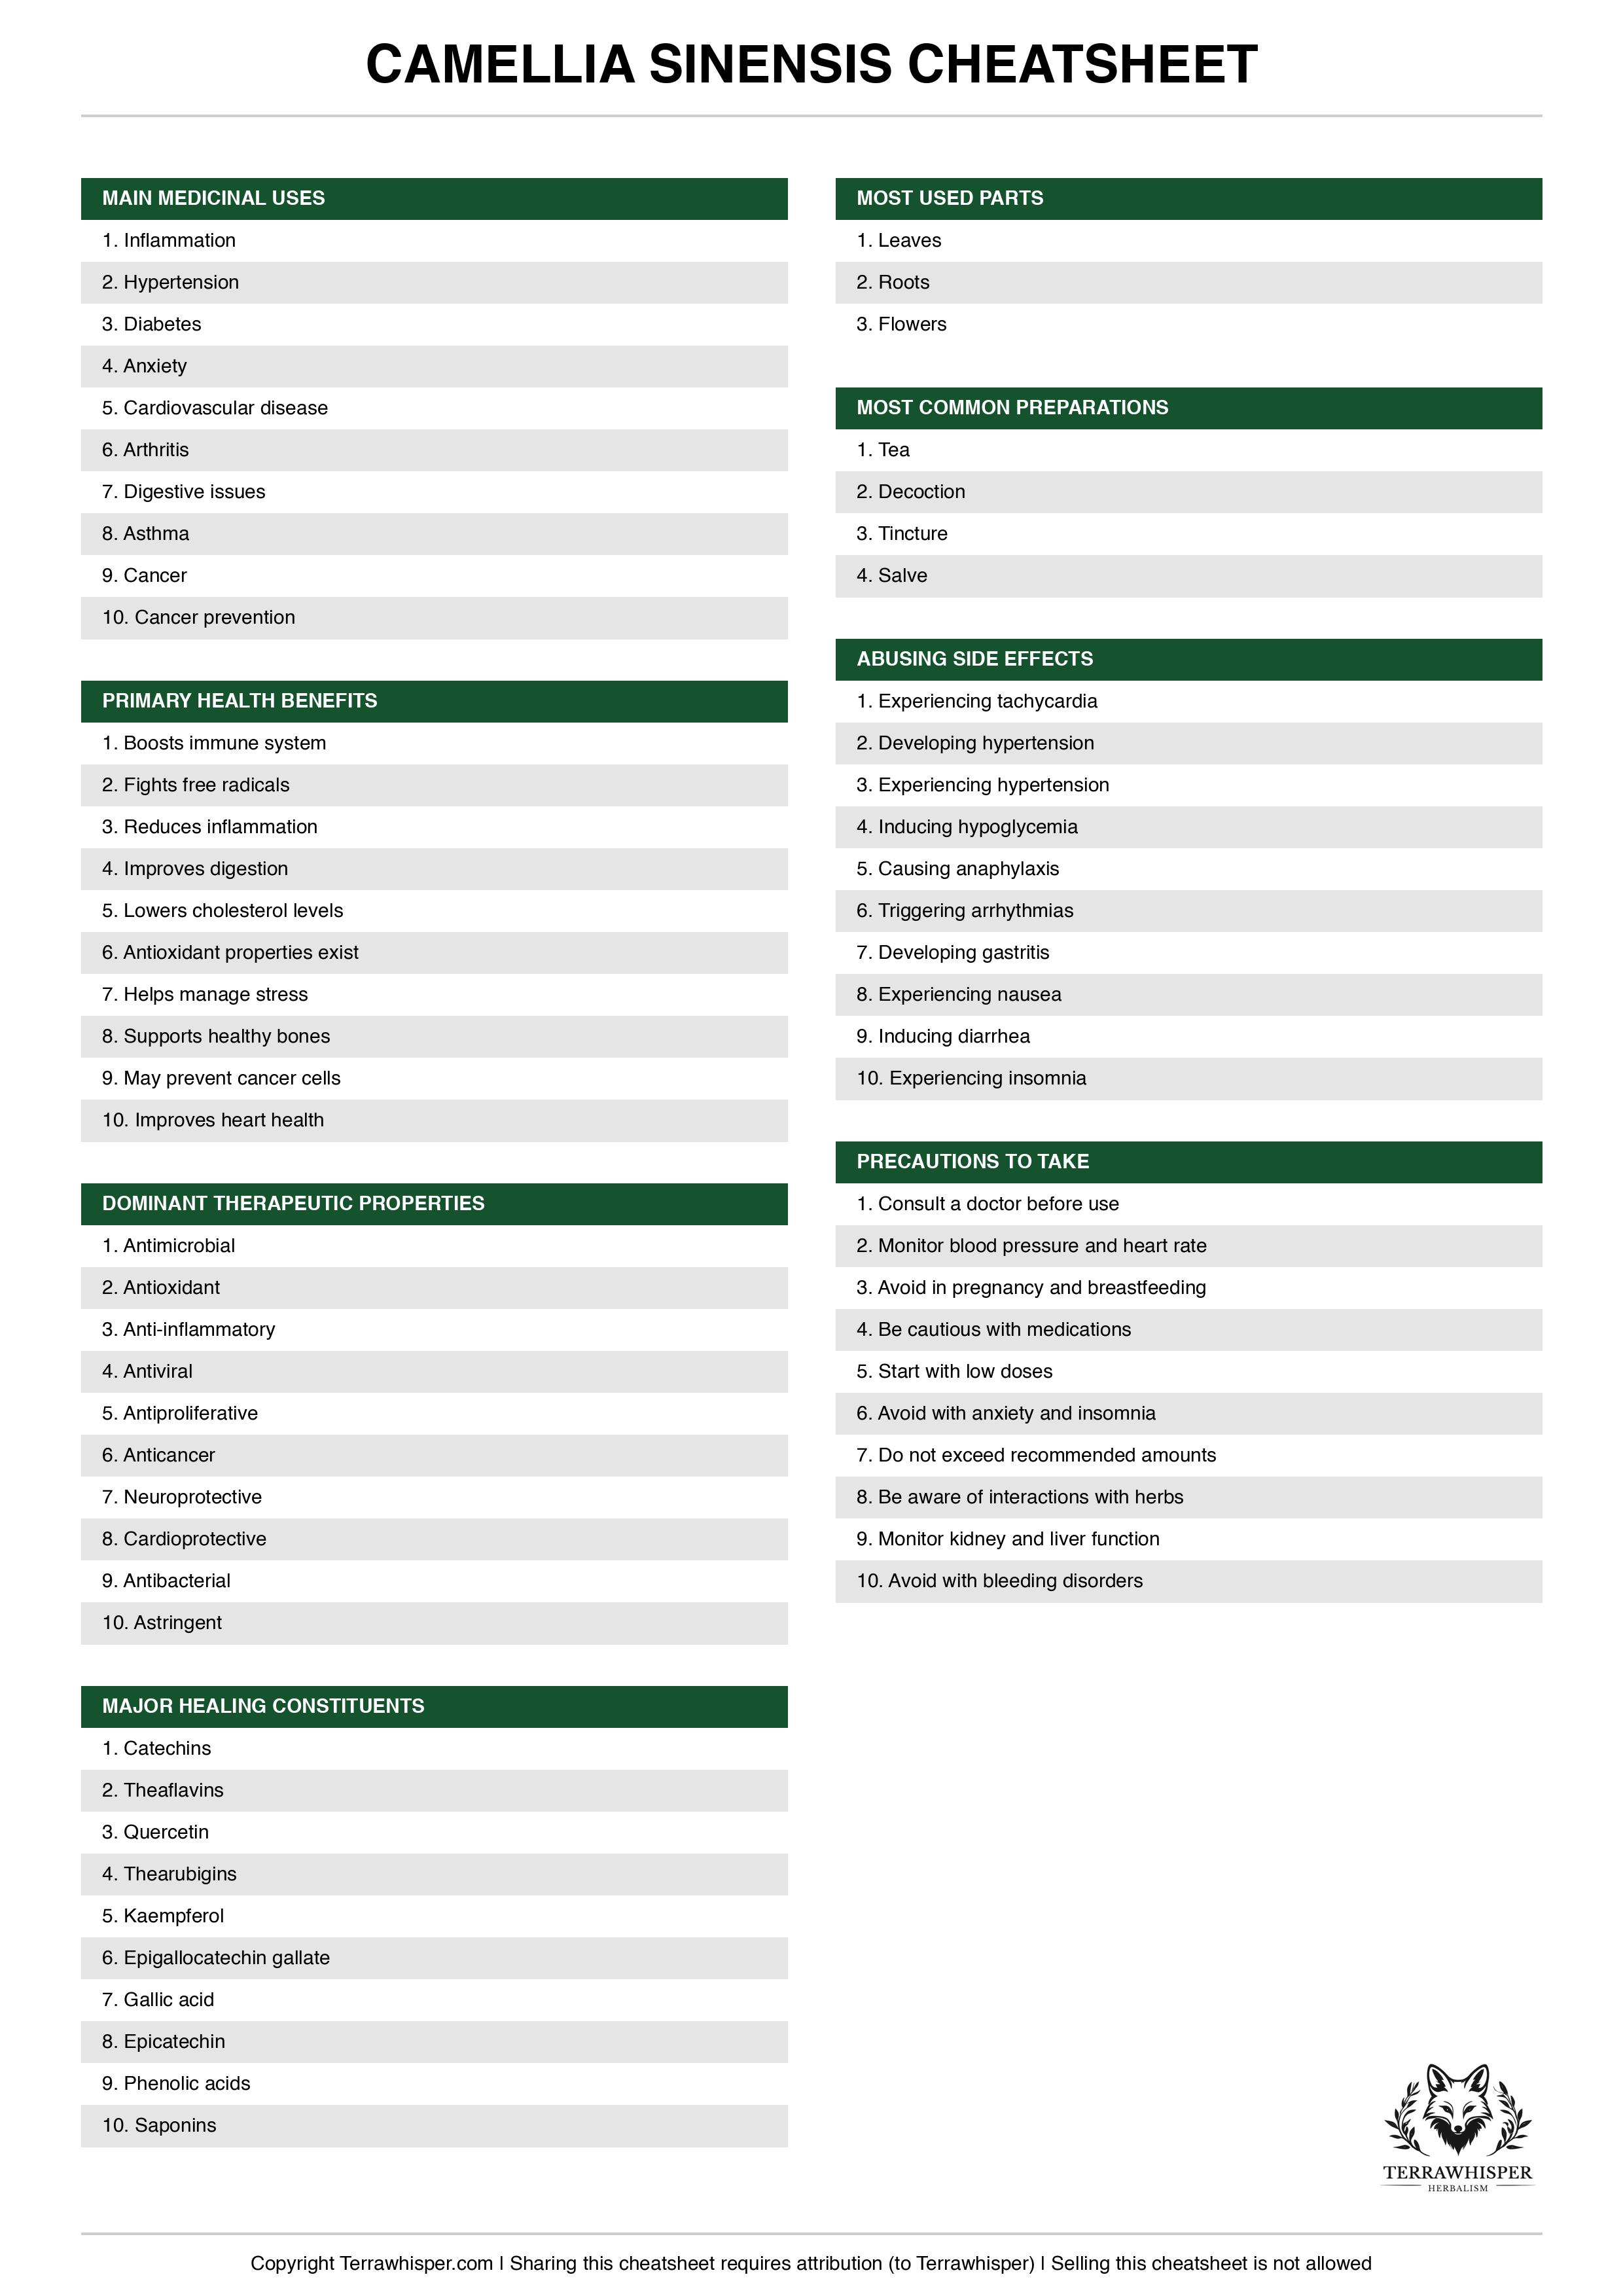 CAMELLIA SINENSIS CHEATSHEET
MAIN MEDICINAL USES
1. Inflammation
2. Hypertension
3. Diabetes
4. Anxiety
5. Cardiovascular disease
6. Arthritis
7. Digestive issues
8. Asthma
9. Cancer
10. Cancer prevention
PRIMARY HEALTH BENEFITS
1. Boosts immune system
2. Fights free radicals
3. Reduces inflammation
4. Improves digestion
5. Lowers cholesterol levels
6. Antioxidant properties exist
7. Helps manage stress
8. Supports healthy bones
9. May prevent cancer cells
10. Improves heart health
DOMINANT THERAPEUTIC PROPERTIES
1. Antimicrobial
2. Antioxidant
3. Anti-inflammatory
4. Antiviral
5. Antiproliferative
6. Anticancer
7. Neuroprotective
8. Cardioprotective
9. Antibacterial
10. Astringent
MAJOR HEALING CONSTITUENTS
1. Catechins
2. Theaflavins
3. Quercetin
4. Thearubigins
5. Kaempferol
6. Epigallocatechin gallate
7. Gallic acid
8. Epicatechin
9. Phenolic acids
10. Saponins
MOST USED PARTS
1. Leaves
2. Roots
3. Flowers
MOST COMMON PREPARATIONS
1. Tea
2. Decoction
3. Tincture
4. Salve
ABUSING SIDE EFFECTS
1. Experiencing tachycardia
2. Developing hypertension
3. Experiencing hypertension
4. Inducing hypoglycemia
5. Causing anaphylaxis
6. Triggering arrhythmias
7. Developing gastritis
8. Experiencing nausea
9. Inducing diarrhea
10. Experiencing insomnia
PRECAUTIONS TO TAKE
1. Consult a doctor before use
2. Monitor blood pressure and heart rate
3. Avoid in pregnancy and breastfeeding
4. Be cautious with medications
5. Start with low doses
6. Avoid with anxiety and insomnia
7. Do not exceed recommended amounts
8. Be aware of interactions with herbs
9. Monitor kidney and liver function
10. Avoid with bleeding disorders
TERRAWHISPER
HERBALISM
Copyright Terrawhisper.com | Sharing this cheatsheet requires attribution (to Terrawhisper) | Selling this cheatsheet is not allowed